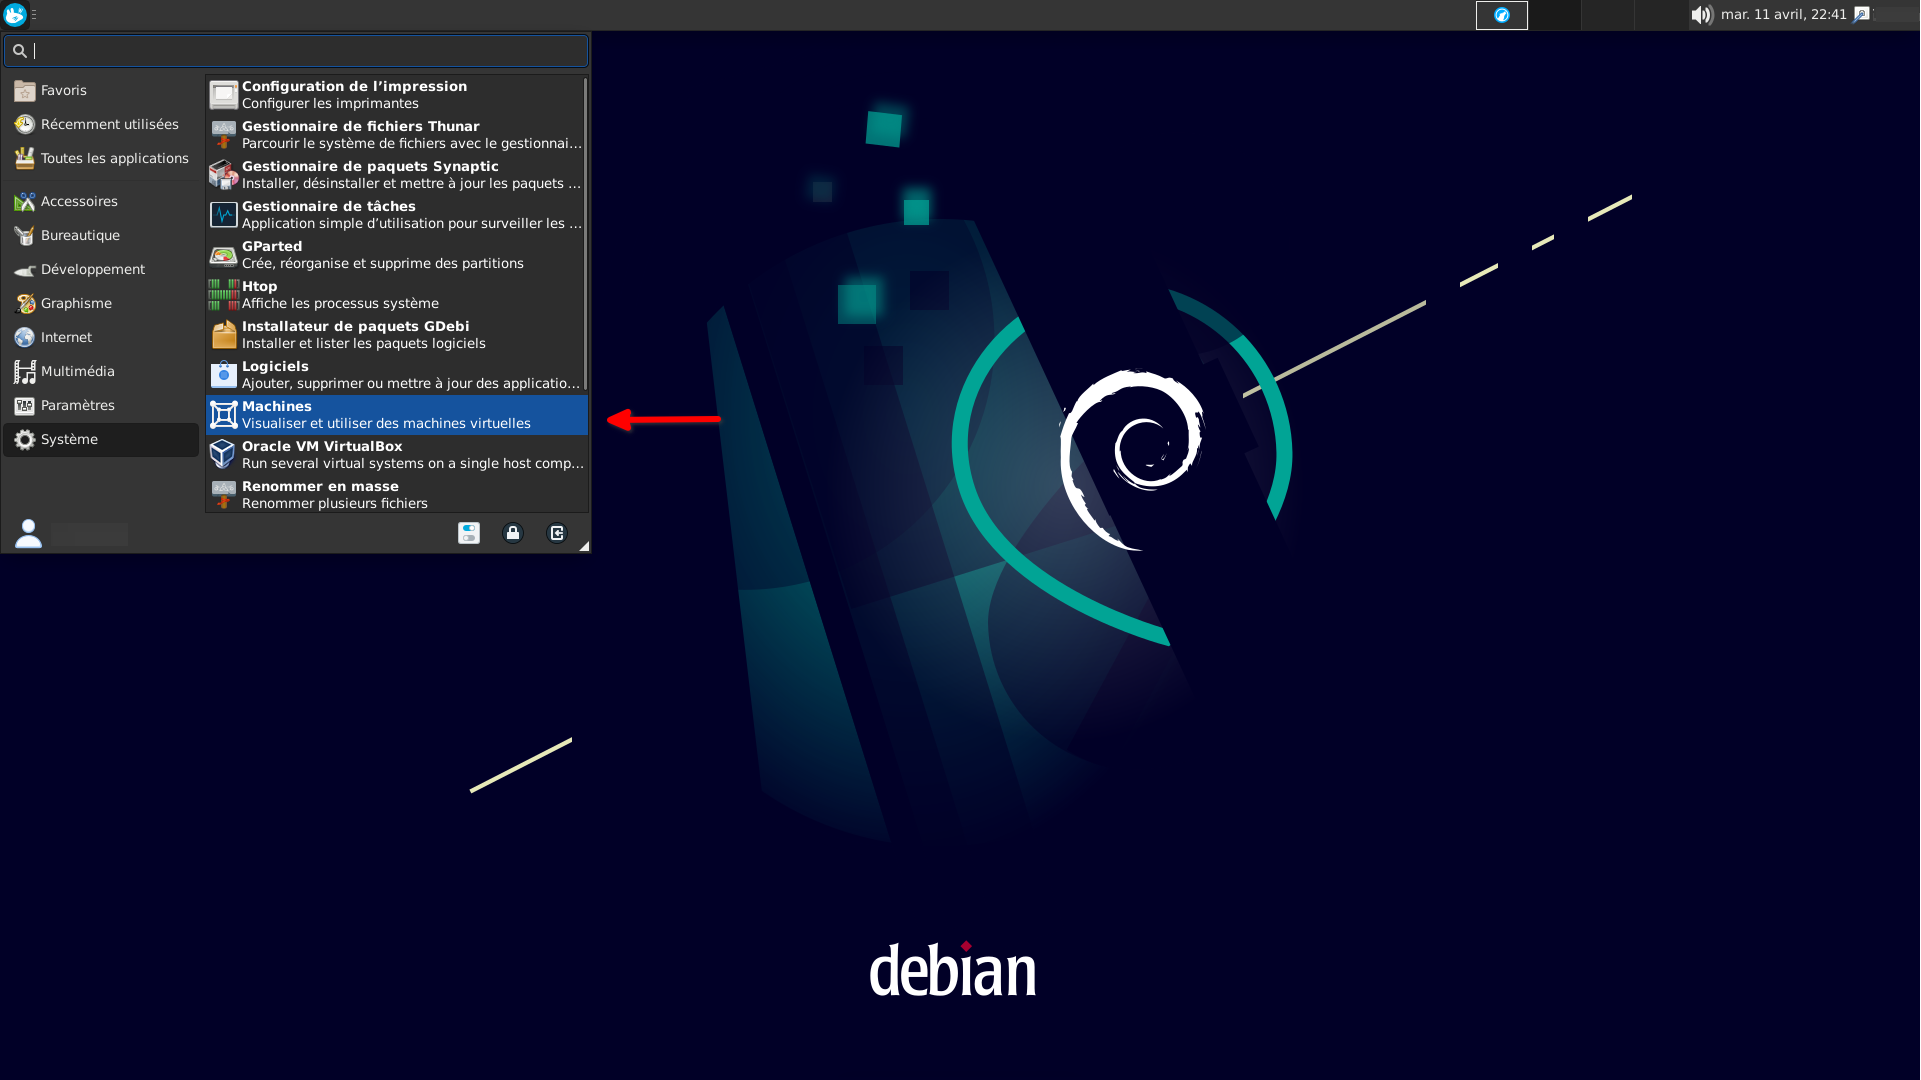 mar. 11 avril, 22:41
Favoris
Récemment utilisées
Toutes les applications
Accessoires
Bureautique
Développement
Graphisme
Internet
Multimédia
Paramètres
Système
Configuration de l’impression
Configurer les imprimantes
Gestionnaire de fichiers Thunar
Parcourir le système de fichiers avec le gestionnai…
Gestionnaire de paquets Synaptic
Installer, désinstaller et mettre à jour les paquets …
Gestionnaire de tâches
Application simple d’utilisation pour surveiller les …
GParted
Crée, réorganise et supprime des partitions
Htop
Affiche les processus système
Installateur de paquets GDebi
Installer et lister les paquets logiciels
Logiciels
Ajouter, supprimer ou mettre à jour des applicatio…
Machines
Visualiser et utiliser des machines virtuelles
Oracle VM VirtualBox
Run several virtual systems on a single host comp…
Renommer en masse
Renommer plusieurs fichiers
debian